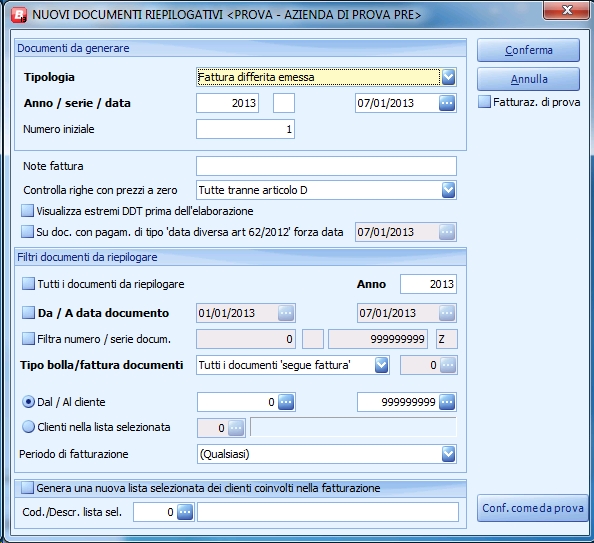 NUOVI DOCUMENTI RIEPILOGATIVI <PROVA - AZIENDA DI PROVA PRE>
Documenti da generare
Conferma
Tipologia Fattura differita emessa
Annulla
Anno / serie / data 2013 07/01/2013
Fatturaz. di prova
Numero iniziale 1
Note fattura
Controlla righe con prezzi a zero Tutte tranne articolo D
Visualizza estremi DDT prima dell'elaborazione
Su doc. con pagam. di tipo 'data diversa art 62/2012' forza data 07/01/2013
Filtri documenti da riepilogare
Tutti i documenti da riepilogare Anno 2013
Da / A data documento 01/01/2013 07/01/2013
Filtra numero / serie docum. 0 999999999 Z
Tipo bolla/fattura documenti Tutti i documenti 'segue fattura' 0
Dal / Al cliente 0 999999999
Clienti nella lista selezionata 0
Periodo di fatturazione (Qualsiasi)
Genera una nuova lista selezionata dei clienti coinvolti nella fatturazione
Cod./Descr. lista sel. 0
Conf. come da prova